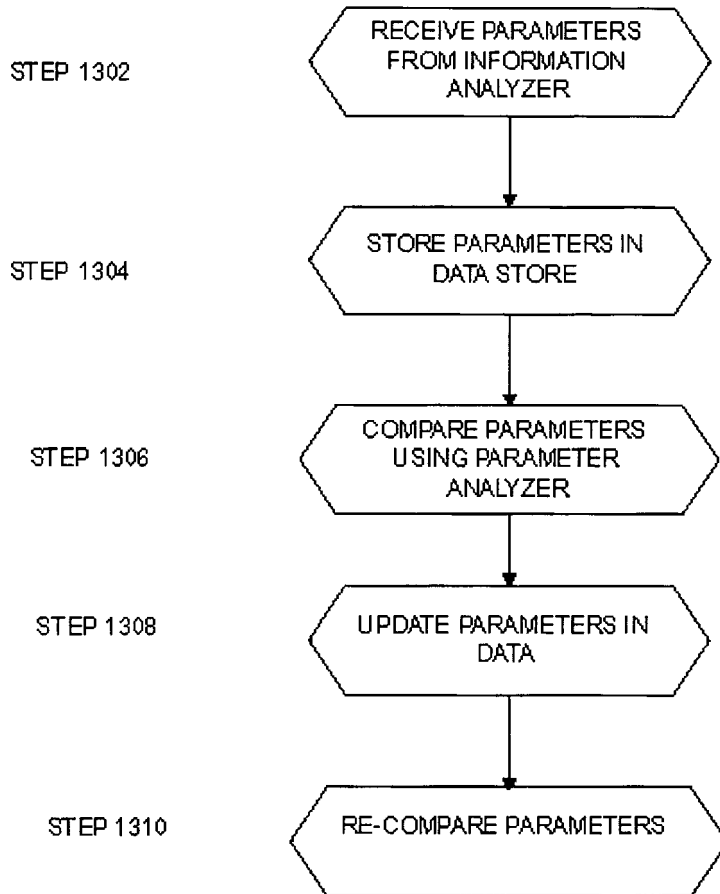 STEP 1302
RECEIVE PARAMETERS
FROM INFORMATION
ANALYZER
STEP 1304
STORE PARAMETERS IN
DATA STORE
STEP 1306
COMPARE PARAMETERS
USING PARAMETER
ANALYZER
STEP 1308
UPDATE PARAMETERS IN
DATA
STEP 1310
RE-COMPARE PARAMETERS